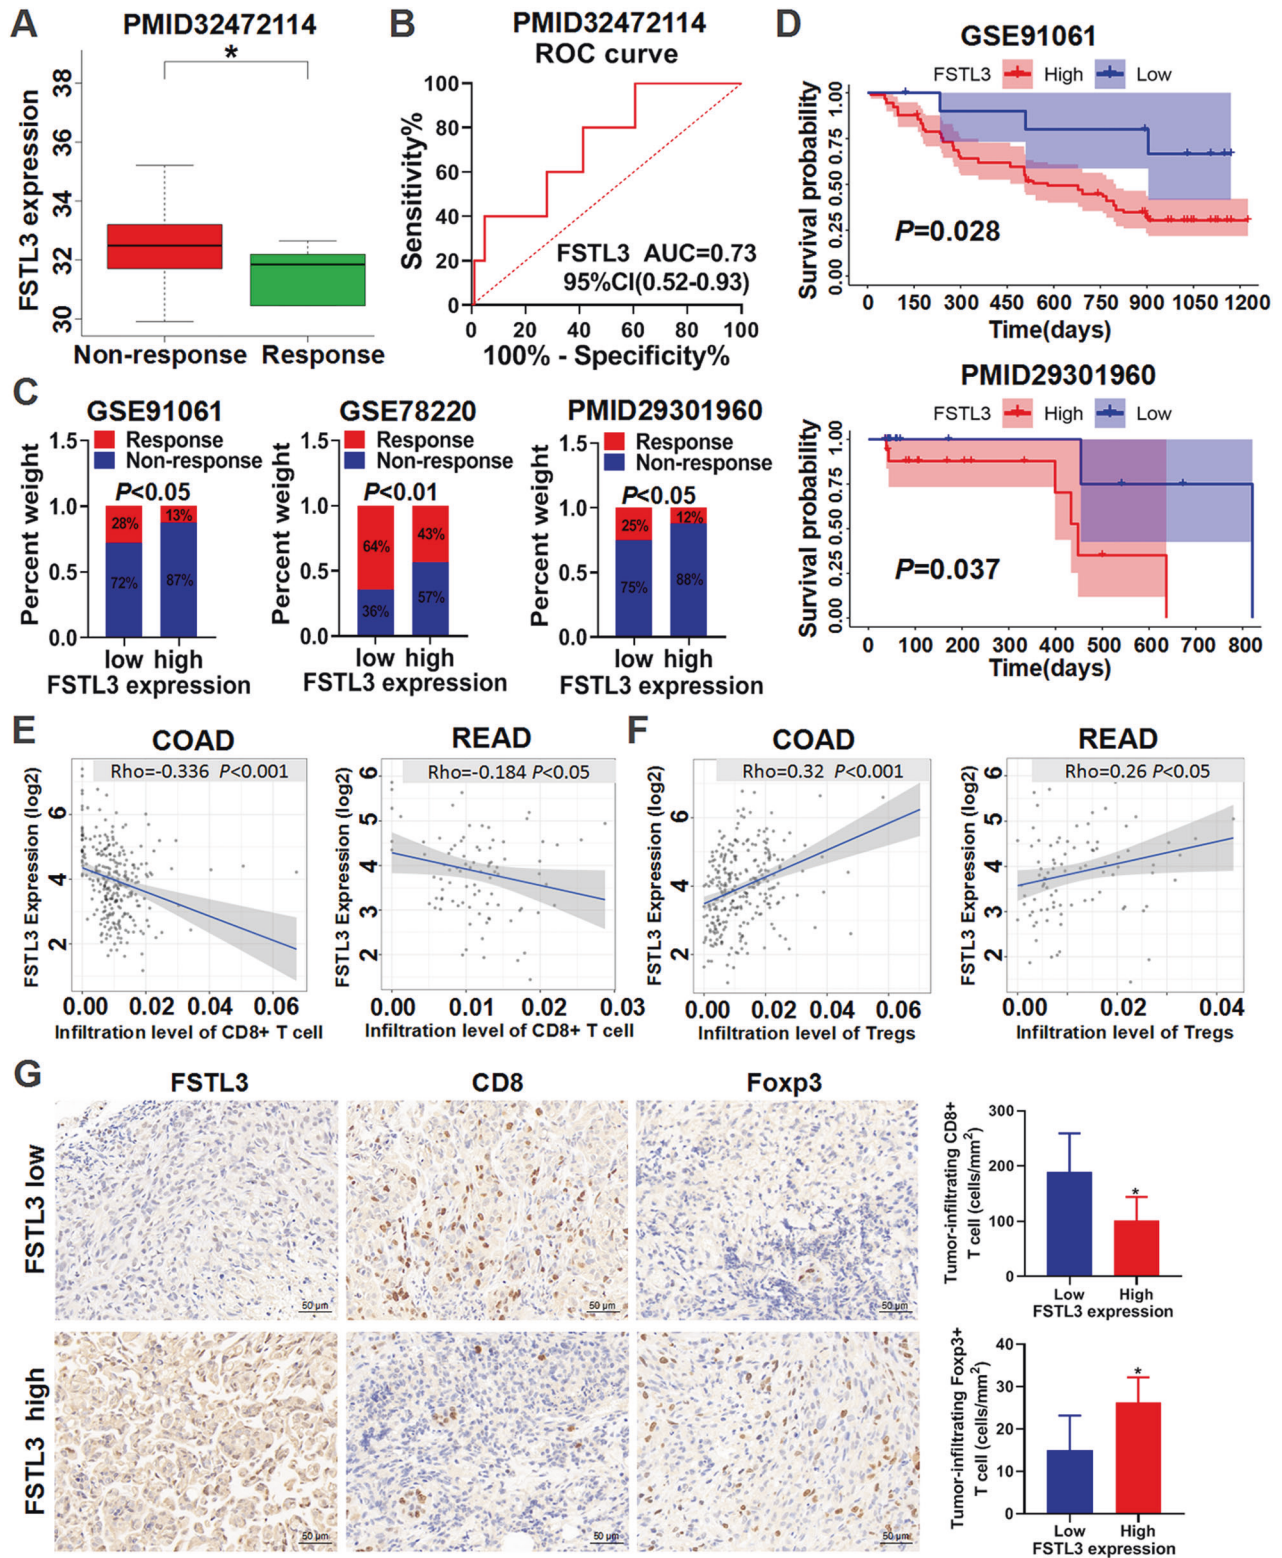 A
PMID32472114
*
FSTL3 expression
38
36
34
32
30
Non-response Response
B
PMID32472114
ROC curve
Sensitivity%
100
80
60
40
20
0
FSTL3 AUC=0.73
95%CI(0.52-0.93)
0 20 40 60 80 100
100% - Specificity%
C
GSE91061
Response
Non-response
P<0.05
Percent weight
1.5
1.0
0.5
0.0
28% 13%
72% 87%
low high
FSTL3 expression
GSE78220
Response
Non-response
P<0.01
Percent weight
1.5
1.0
0.5
0.0
64% 43%
36% 57%
low high
FSTL3 expression
PMID29301960
Response
Non-response
P<0.05
Percent weight
1.5
1.0
0.5
0.0
25% 12%
75% 88%
low high
FSTL3 expression
D
GSE91061
FSTL3 High Low
Survival probability
1.00
0.75
0.50
0.25
0.00
P=0.028
0 150 300 450 600 750 900 1050 1200
Time(days)
PMID29301960
FSTL3 High Low
Survival probability
1.00
0.75
0.50
0.25
0.00
P=0.037
0 100 200 300 400 500 600 700 800
Time(days)
E
COAD
Rho=-0.336 P<0.001
FSTL3 Expression (log2)
6
4
2
0.00 0.02 0.04 0.06
Infiltration level of CD8+ T cell
READ
Rho=-0.184 P<0.05
FSTL3 Expression (log2)
6
5
4
3
2
0.00 0.01 0.02 0.03
Infiltration level of CD8+ T cell
F
COAD
Rho=0.32 P<0.001
FSTL3 Expression (log2)
6
4
2
0.00 0.02 0.04 0.06
Infiltration level of Tregs
READ
Rho=0.26 P<0.05
FSTL3 Expression (log2)
6
5
4
3
2
0.00 0.02 0.04
Infiltration level of Tregs
G
FSTL3 CD8 Foxp3
FSTL3 low
50 μm
50 μm
50 μm
FSTL3 high
50 μm
50 μm
50 μm
Tumor-infiltrating CD8+
T cell (cells/mm2)
300
200
100
0
*
Low High
FSTL3 expression
Tumor-infiltrating Foxp3+
T cell (cells/mm2)
40
30
20
10
0
*
Low High
FSTL3 expression